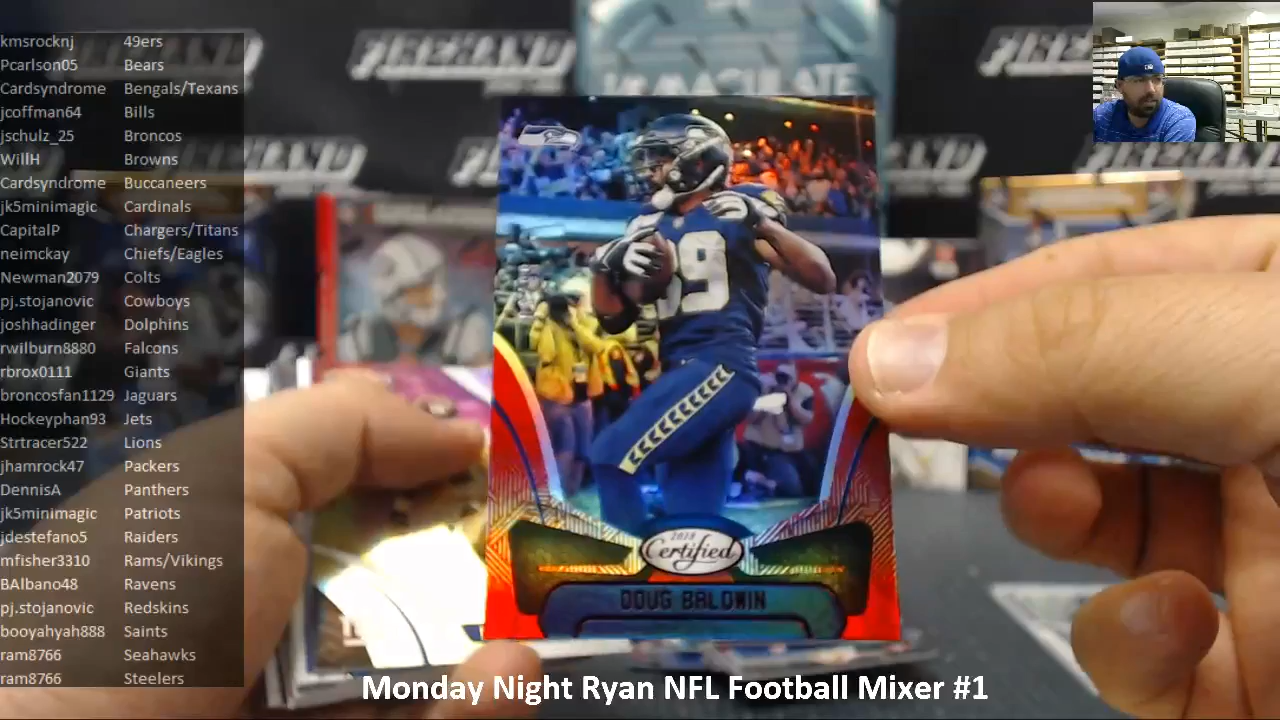 kmsrocknj 49ers
Pcarlson05 Bears
Cardsyndrome Bengals/Texans
jcoffman64 Bills
jschulz_25 Broncos
WillH Browns
Cardsyndrome Buccaneers
jk5minimagic Cardinals
CapitalP Chargers/Titans
neimckay Chiefs/Eagles
Newman2079 Colts
pj.stojanovic Cowboys
joshhadinger Dolphins
rwilburn8880 Falcons
rbrox0111 Giants
broncosfan1129 Jaguars
Hockeyphan93 Jets
Strtracer522 Lions
jhamrock47 Packers
DennisA Panthers
jk5minimagic Patriots
jdestefano5 Raiders
mfisher3310 Rams/Vikings
BAlbano48 Ravens
pj.stojanovic Redskins
booyahyah888 Saints
ram8766 Seahawks
ram8766 Steelers
IMMACULATE
89
2018
Certified
DOUG BALDWIN
Monday Night Ryan NFL Football Mixer #1